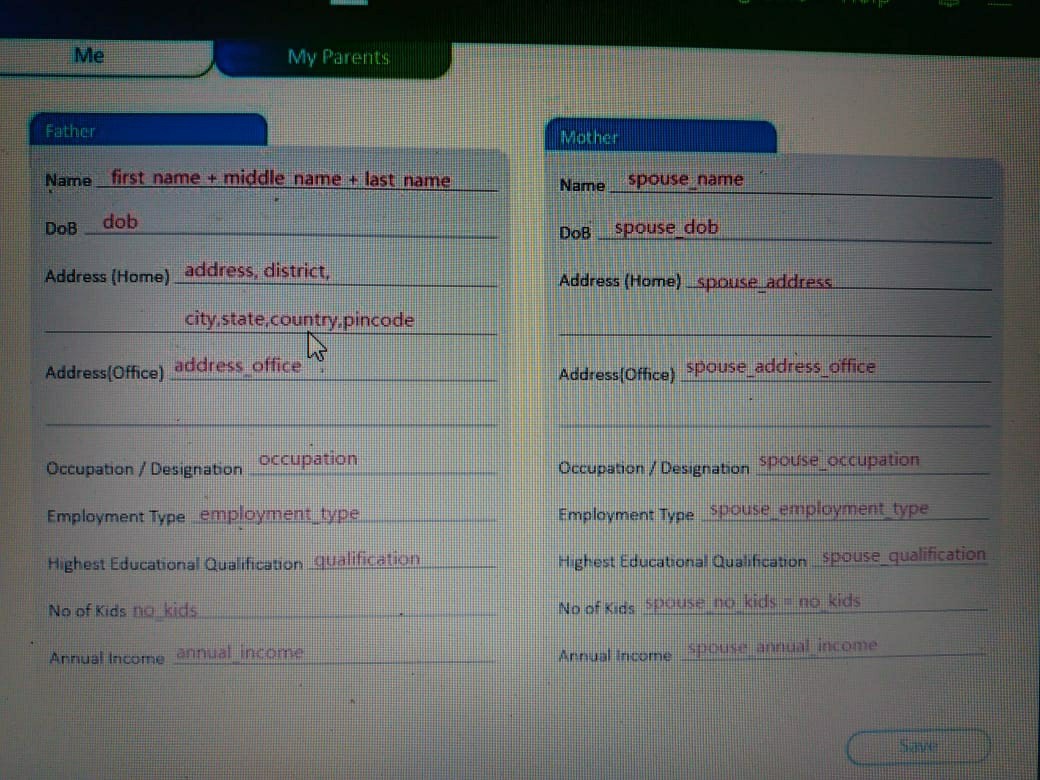 Me
My Parents
Father
Name first name + middle name + last name
DoB dob
Address (Home) address, district,
city,state,country,pincode
Address(Office) address_office
Occupation / Designation occupation
Employment Type employment_type
Highest Educational Qualification qualification
No of Kids no_kids
Annual Income annual_income
Mother
Name spouse_name
DoB spouse_dob
Address (Home) spouse_address
Address(Office) spouse_address_office
Occupation / Designation spouse_occupation
Employment Type spouse_employment_type
Highest Educational Qualification spouse_qualification
No of Kids spouse_no_kids = no_kids
Annual Income spouse_annual_income
Save